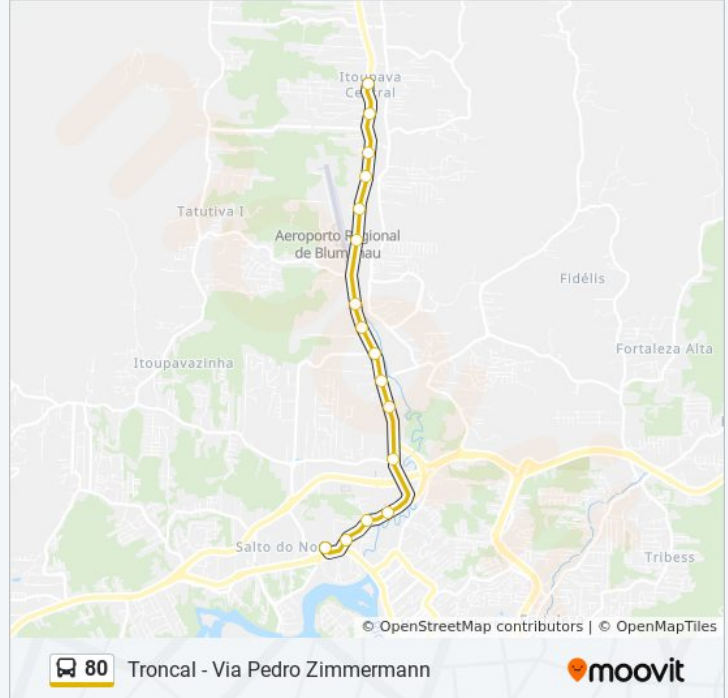 Itoupava
Central
Tatutiva I
Aeroporto Regional
de Blumenau
Fidélis
Fortaleza Alta
Itoupavazinha
Salto do Norte
Tribess
© OpenStreetMap contributors | © OpenMapTiles
80 Troncal - Via Pedro Zimmermann
moovit